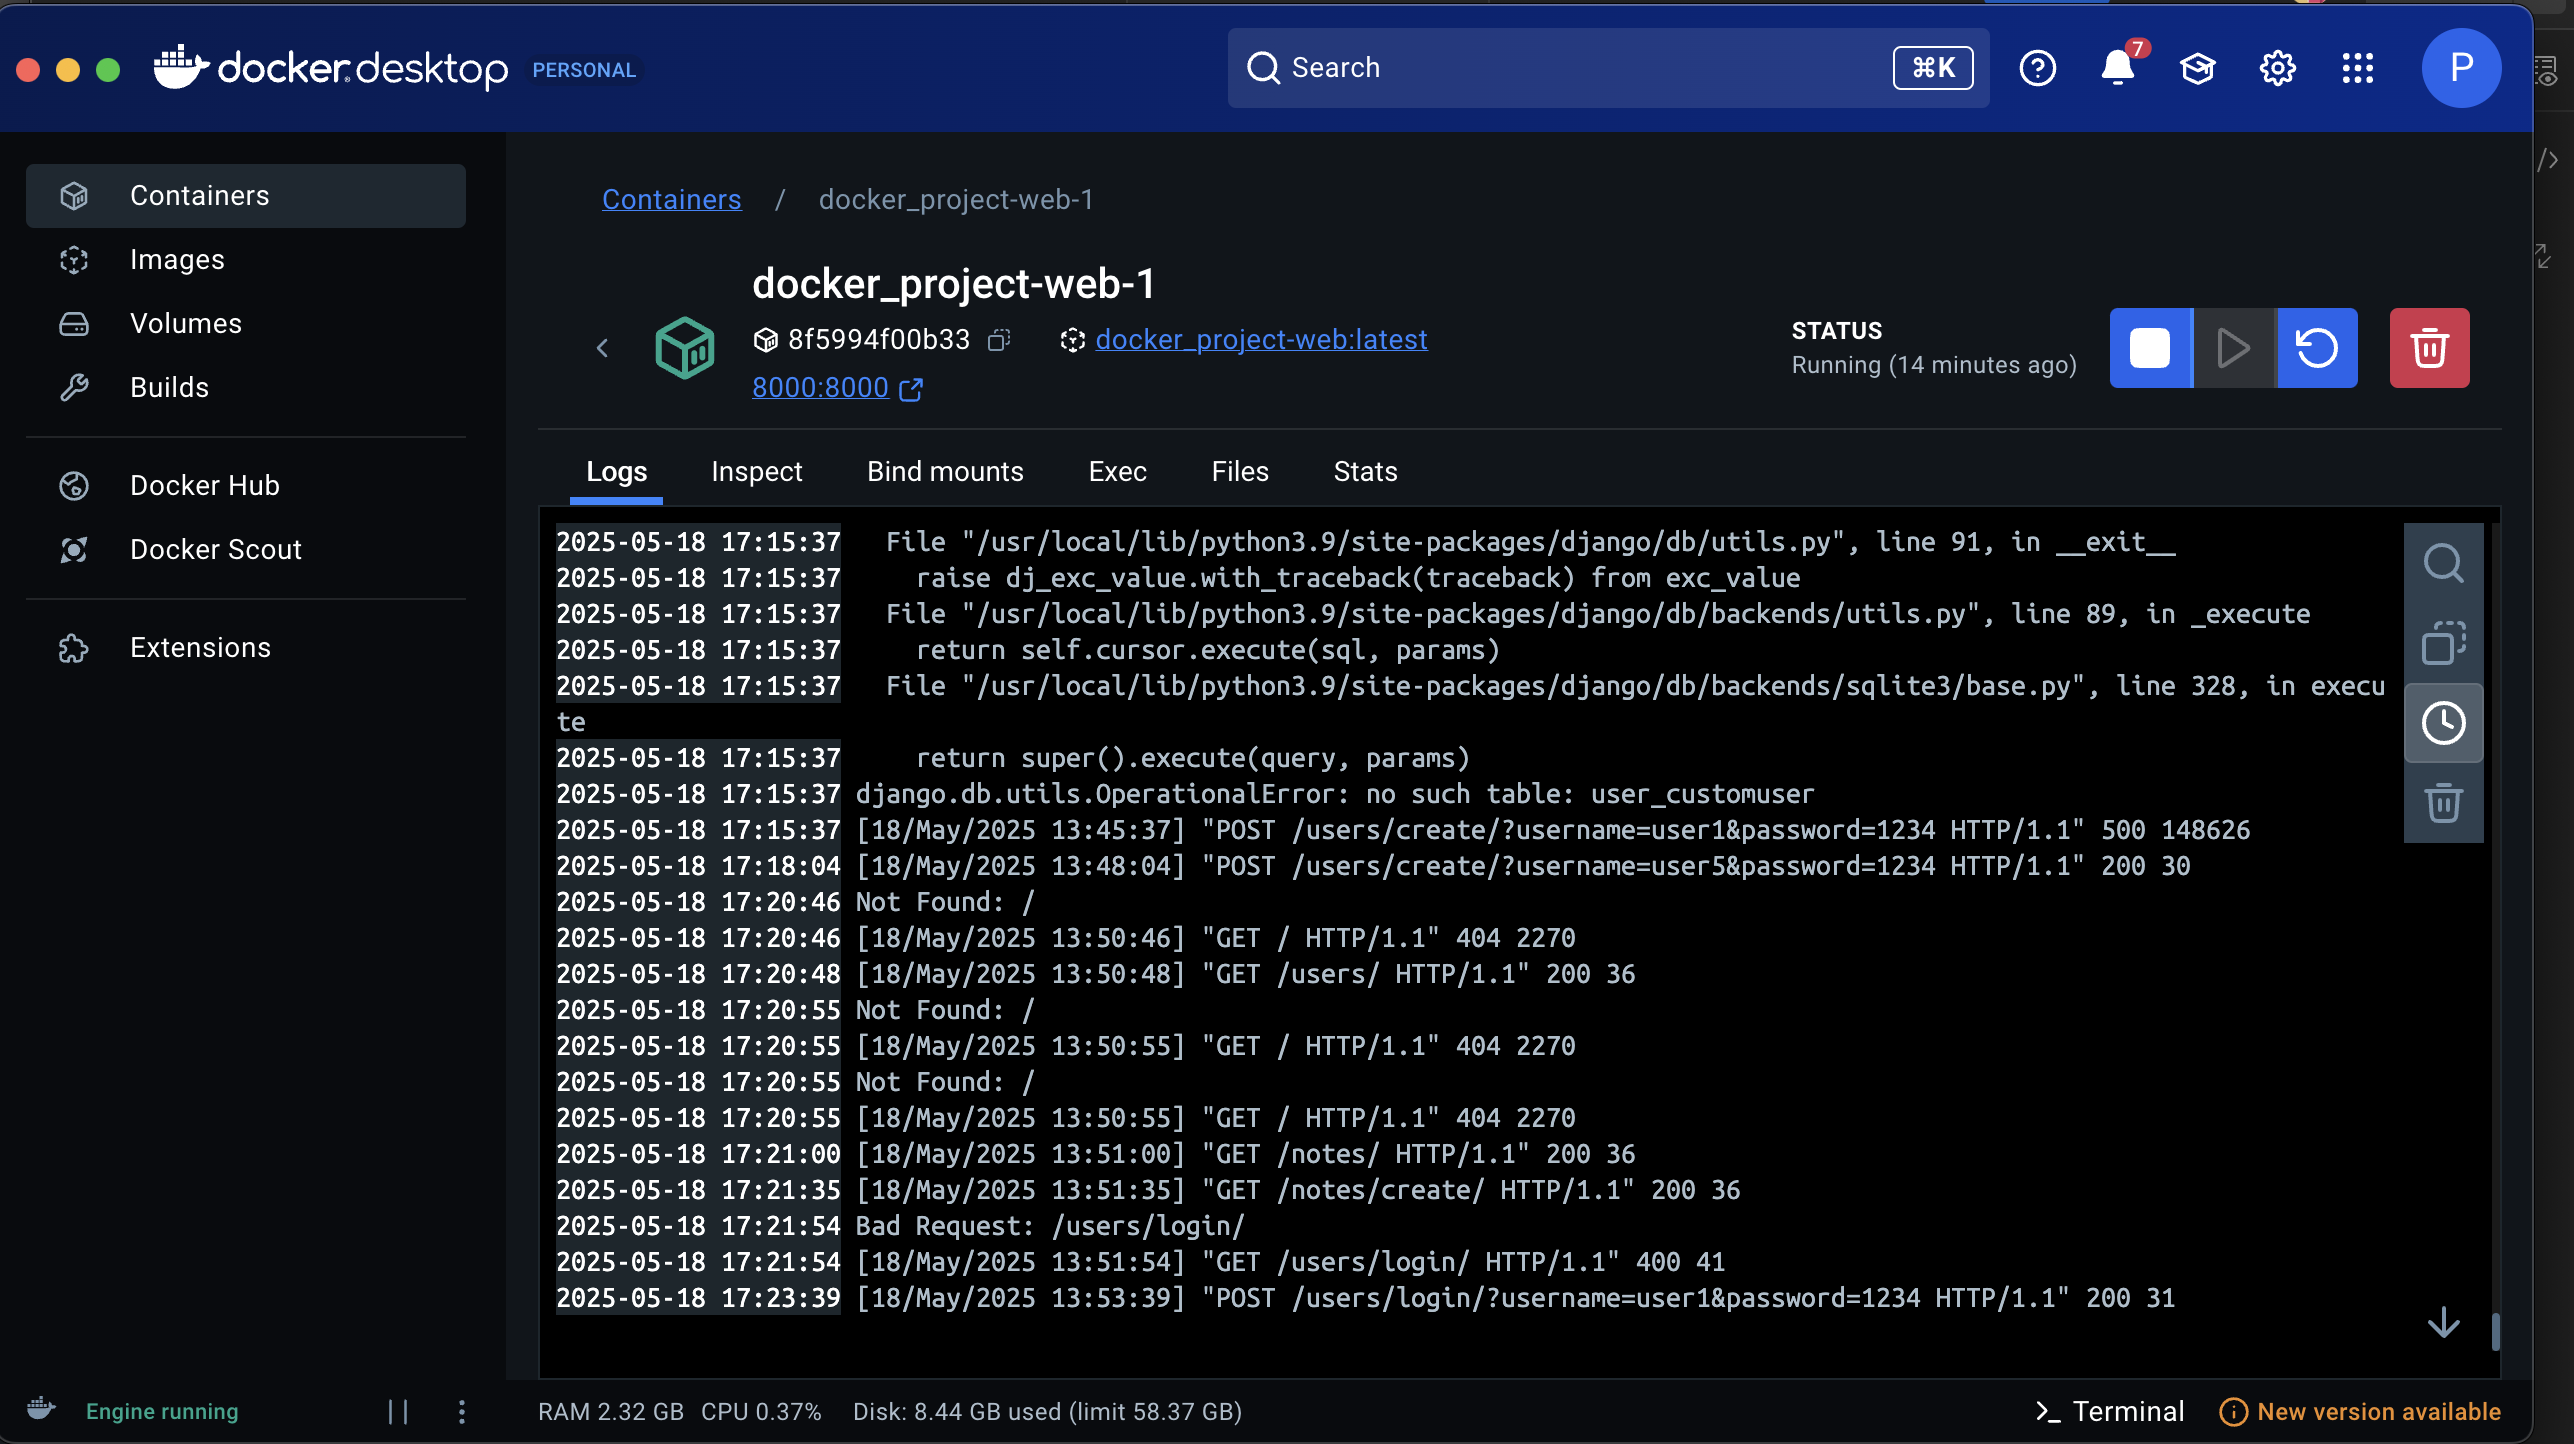 docker desktop PERSONAL
Search ⌘K 7 P
Containers
Images
Volumes
Builds
Docker Hub
Docker Scout
Extensions
Containers / docker_project-web-1
docker_project-web-1
8f5994f00b33 docker_project-web:latest
8000:8000
STATUS
Running (14 minutes ago)
Logs Inspect Bind mounts Exec Files Stats
2025-05-18 17:15:37   File "/usr/local/lib/python3.9/site-packages/django/db/utils.py", line 91, in __exit__
2025-05-18 17:15:37     raise dj_exc_value.with_traceback(traceback) from exc_value
2025-05-18 17:15:37   File "/usr/local/lib/python3.9/site-packages/django/db/backends/utils.py", line 89, in _execute
2025-05-18 17:15:37     return self.cursor.execute(sql, params)
2025-05-18 17:15:37   File "/usr/local/lib/python3.9/site-packages/django/db/backends/sqlite3/base.py", line 328, in execu
te
2025-05-18 17:15:37     return super().execute(query, params)
2025-05-18 17:15:37 django.db.utils.OperationalError: no such table: user_customuser
2025-05-18 17:15:37 [18/May/2025 13:45:37] "POST /users/create/?username=user1&password=1234 HTTP/1.1" 500 148626
2025-05-18 17:18:04 [18/May/2025 13:48:04] "POST /users/create/?username=user5&password=1234 HTTP/1.1" 200 30
2025-05-18 17:20:46 Not Found: /
2025-05-18 17:20:46 [18/May/2025 13:50:46] "GET / HTTP/1.1" 404 2270
2025-05-18 17:20:48 [18/May/2025 13:50:48] "GET /users/ HTTP/1.1" 200 36
2025-05-18 17:20:55 Not Found: /
2025-05-18 17:20:55 [18/May/2025 13:50:55] "GET / HTTP/1.1" 404 2270
2025-05-18 17:20:55 Not Found: /
2025-05-18 17:20:55 [18/May/2025 13:50:55] "GET / HTTP/1.1" 404 2270
2025-05-18 17:21:00 [18/May/2025 13:51:00] "GET /notes/ HTTP/1.1" 200 36
2025-05-18 17:21:35 [18/May/2025 13:51:35] "GET /notes/create/ HTTP/1.1" 200 36
2025-05-18 17:21:54 Bad Request: /users/login/
2025-05-18 17:21:54 [18/May/2025 13:51:54] "GET /users/login/ HTTP/1.1" 400 41
2025-05-18 17:23:39 [18/May/2025 13:53:39] "POST /users/login/?username=user1&password=1234 HTTP/1.1" 200 31
Engine running
RAM 2.32 GB CPU 0.37% Disk: 8.44 GB used (limit 58.37 GB)
Terminal
New version available